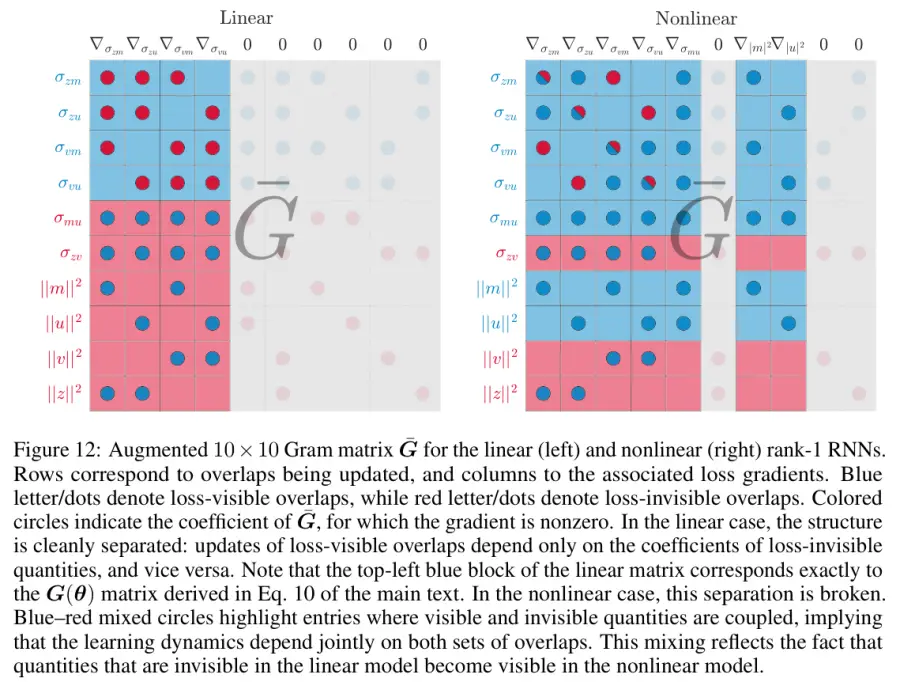 Linear Nonlinear
∇σzm ∇σzu ∇σvm ∇σvu 0 0 0 0 0 0 ∇σzm ∇σzu ∇σvm ∇σvu ∇σmu 0 ∇|m|² ∇|u|² 0 0
σzm σzm
σzu σzu
σvm σvm
σvu σvu
σmu Ḡ σmu Ḡ
σzv σzv
||m||² ||m||²
||u||² ||u||²
||v||² ||v||²
||z||² ||z||²
Figure 12: Augmented 10 × 10 Gram matrix Ḡ for the linear (left) and nonlinear (right) rank-1 RNNs.
Rows correspond to overlaps being updated, and columns to the associated loss gradients. Blue
letter/dots denote loss-visible overlaps, while red letter/dots denote loss-invisible overlaps. Colored
circles indicate the coefficient of Ḡ, for which the gradient is nonzero. In the linear case, the structure
is cleanly separated: updates of loss-visible overlaps depend only on the coefficients of loss-invisible
quantities, and vice versa. Note that the top-left blue block of the linear matrix corresponds exactly to
the G(θ) matrix derived in Eq. 10 of the main text. In the nonlinear case, this separation is broken.
Blue–red mixed circles highlight entries where visible and invisible quantities are coupled, implying
that the learning dynamics depend jointly on both sets of overlaps. This mixing reflects the fact that
quantities that are invisible in the linear model become visible in the nonlinear model.